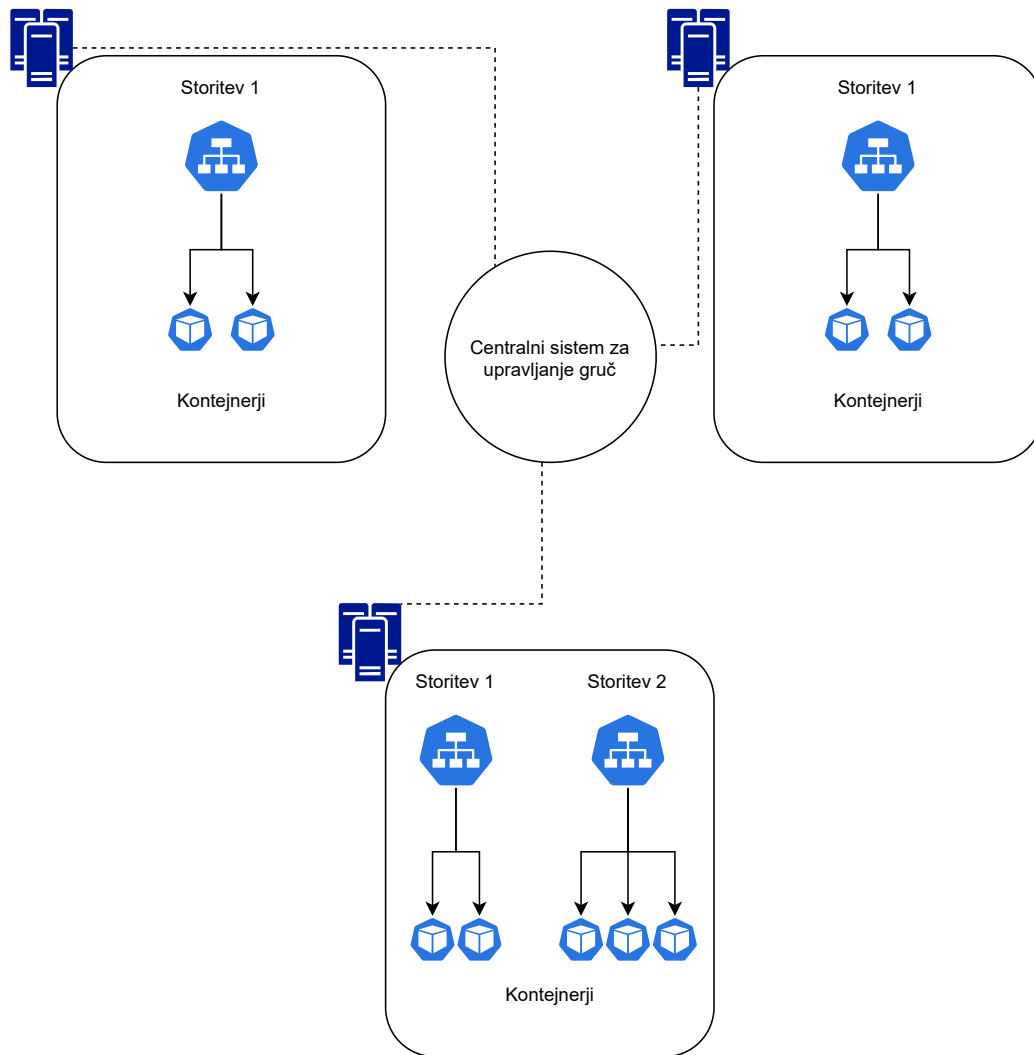 Storitev 1
Storitev 1
Centralni sistem za
upravljanje gruč
Kontejnerji
Kontejnerji
Storitev 1
Storitev 2
Kontejnerji